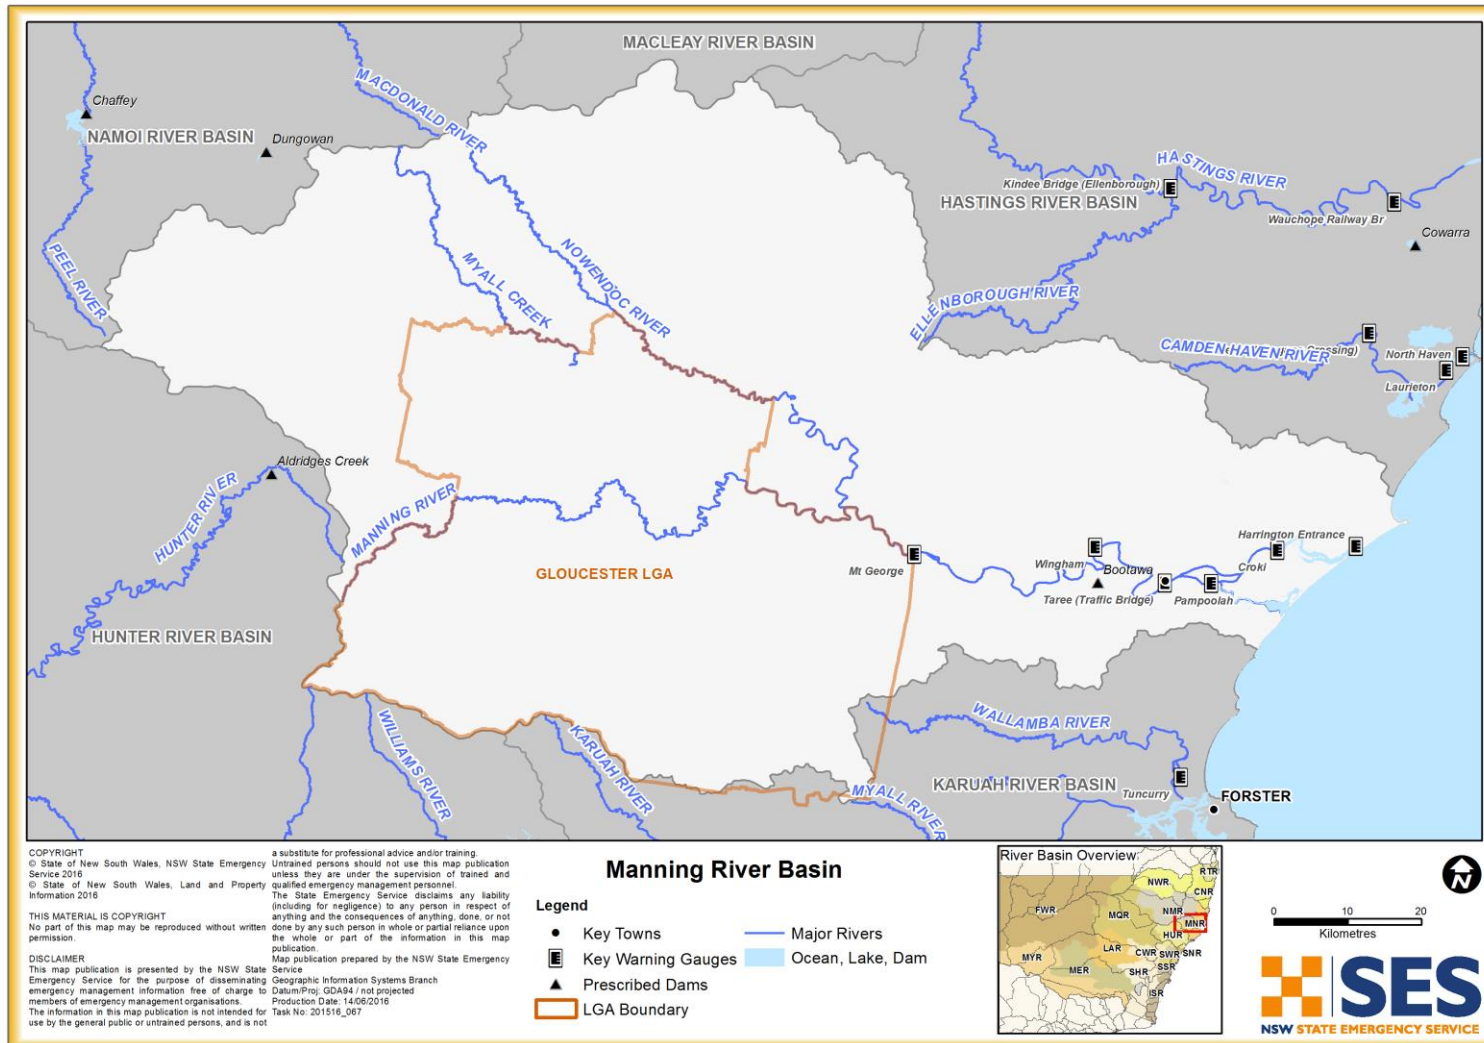 MACLEAY RIVER BASIN
MACDONALD RIVER
Chaffey
NAMOI RIVER BASIN
Dungowan
HASTINGS RIVER
Kindee Bridge (Ellenborough)
HASTINGS RIVER BASIN
Wauchope Railway Br
Cowarra
PEEL RIVER
MYALL CREEK
NOWENDOC RIVER
ELLENBOROUGH RIVER
CAMDEN HAVEN RIVER
Crossing)
North Haven
Laurieton
Aldridges Creek
HUNTER RIVER
MANNING RIVER
Harrington Entrance
GLOUCESTER LGA
Mt George
Wingham
Bootawa
Croki
Taree (Traffic Bridge)
Pampoolah
HUNTER RIVER BASIN
WILLIAMS RIVER
KARUAH RIVER
WALLAMBA RIVER
KARUAH RIVER BASIN
MYALL RIVER
Tuncurry
FORSTER
COPYRIGHT
© State of New South Wales, NSW State Emergency
Service 2016
© State of New South Wales, Land and Property
Information 2016
THIS MATERIAL IS COPYRIGHT
No part of this map may be reproduced without written
permission.
DISCLAIMER
This map publication is presented by the NSW State
Emergency Service for the purpose of disseminating
emergency management information free of charge to
members of emergency management organisations.
The information in this map publication is not intended for
use by the general public or untrained persons, and is not
a substitute for professional advice and/or training.
Untrained persons should not use this map publication
unless they are under the supervision of trained and
qualified emergency management personnel.
The State Emergency Service disclaims any liability
(including for negligence) to any person in respect of
anything and the consequences of anything, done, or not
done by any such person in whole or partial reliance upon
the whole or part of the information in this map
publication.
Map publication prepared by the NSW State Emergency
Service
Geographic Information Systems Branch
Datum/Proj: GDA94 / not projected
Production Date: 14/06/2016
Task No: 201516_067
Manning River Basin
Legend
Key Towns
Key Warning Gauges
Prescribed Dams
LGA Boundary
Major Rivers
Ocean, Lake, Dam
River Basin Overview
RTR
NWR
CNR
FWR
NMR
MQR
MNR
HUR
LAR
MYR
CWR
SWR
SNR
MER
SHR
SSR
ISR
N
0 10 20
Kilometres
SES
NSW STATE EMERGENCY SERVICE